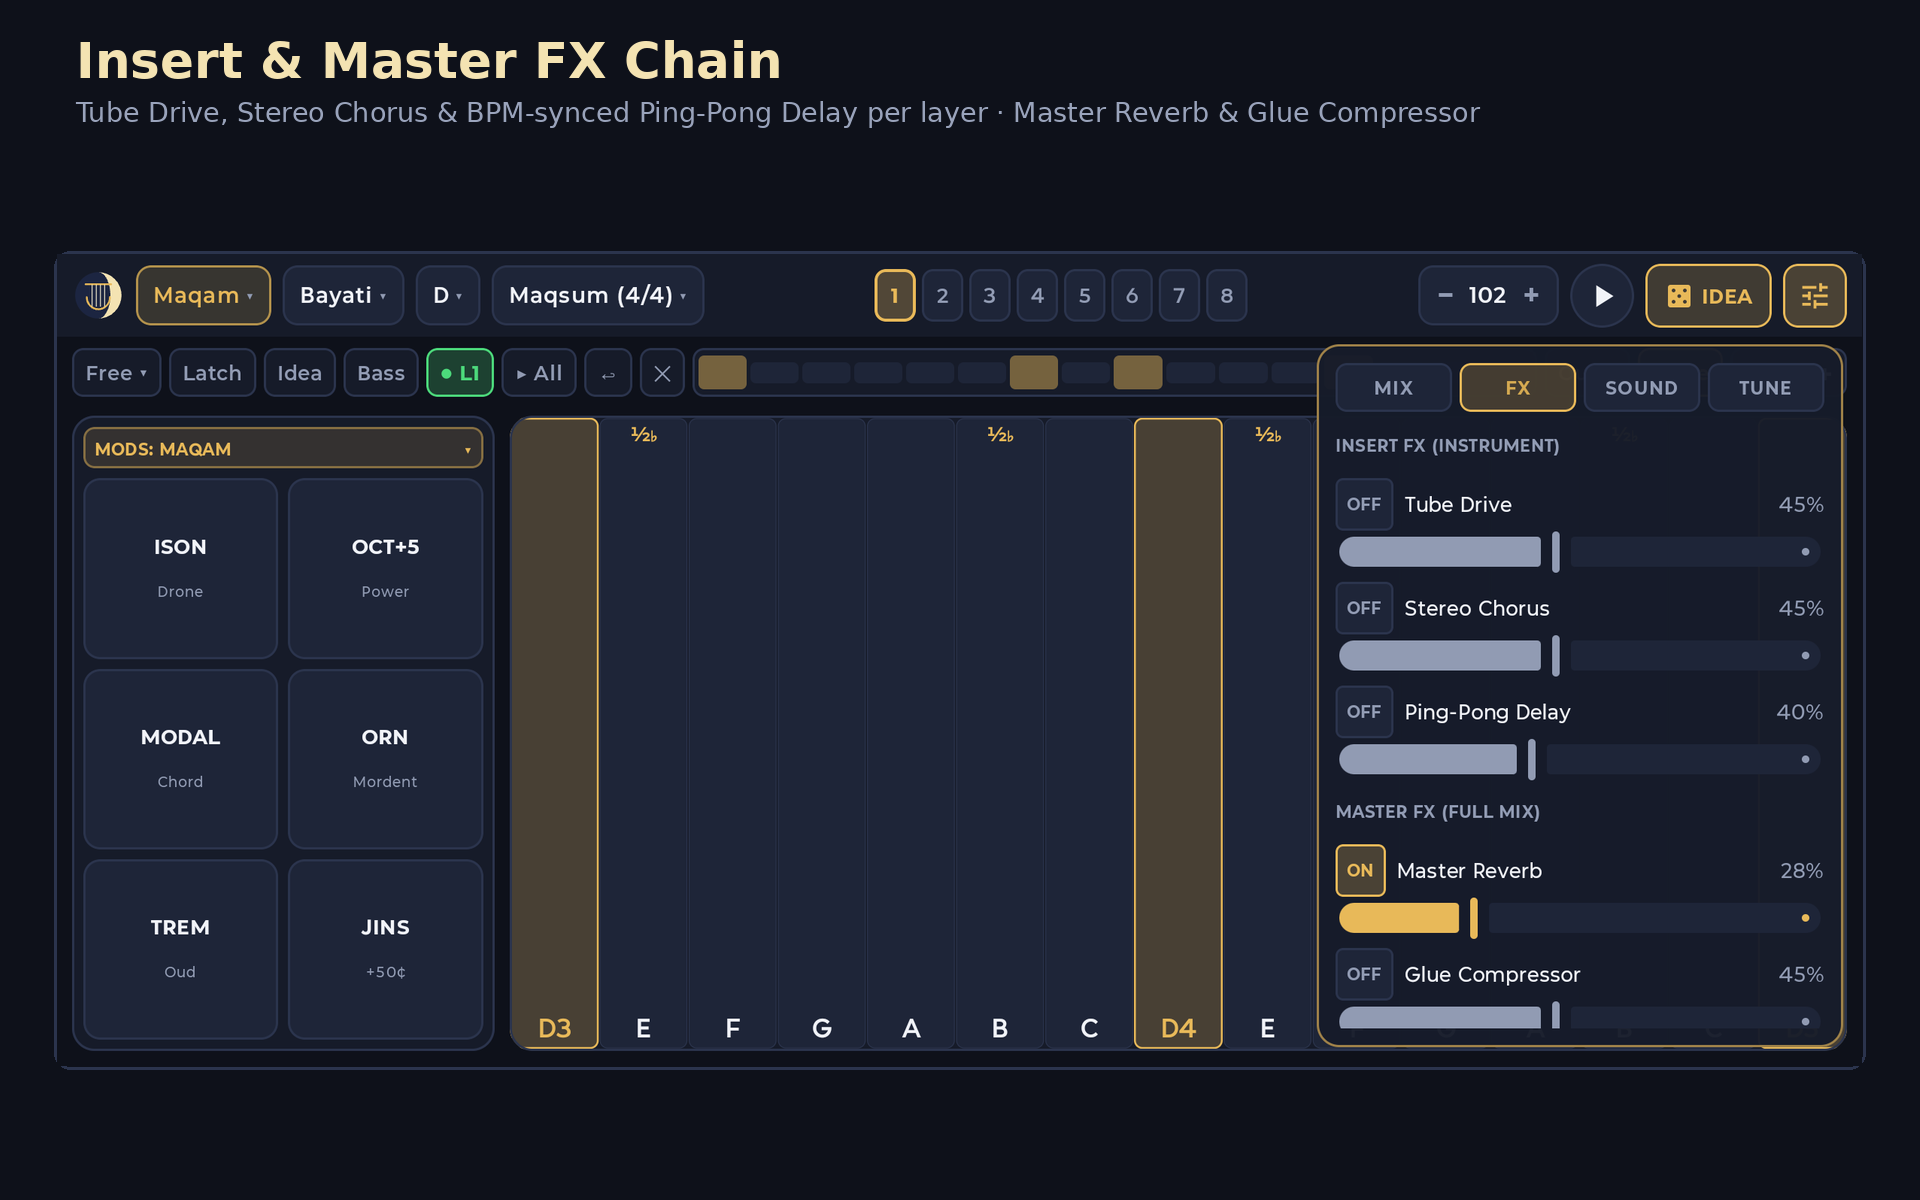 Insert & Master FX Chain
Tube Drive, Stereo Chorus & BPM-synced Ping-Pong Delay per layer · Master Reverb & Glue Compressor
Maqam ▾ Bayati ▾ D ▾ Maqsum (4/4) ▾ 1 2 3 4 5 6 7 8 − 102 + IDEA
Free ▾ Latch Idea Bass ● L1 ▸ All
MIX FX SOUND TUNE
MODS: MAQAM ▾
ISON
Drone
OCT+5
Power
MODAL
Chord
ORN
Mordent
TREM
Oud
JINS
+50¢
½♭ ½♭ ½♭
D3 E F G A B C D4 E
INSERT FX (INSTRUMENT)
OFF Tube Drive 45%
OFF Stereo Chorus 45%
OFF Ping-Pong Delay 40%
MASTER FX (FULL MIX)
ON Master Reverb 28%
OFF Glue Compressor 45%